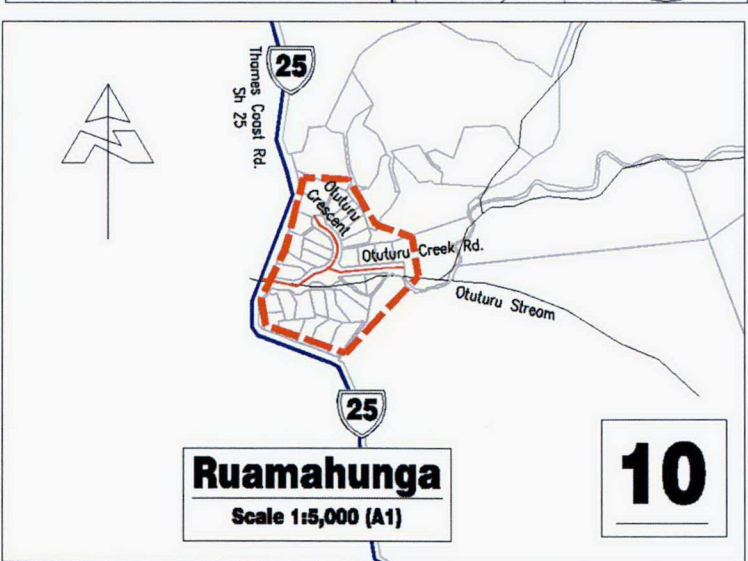 25
Thames Coast Rd.
Sh 25
Otuturu
Crescent
Otuturu Creek Rd.
Otuturu Stream
25
Ruamahunga
Scale 1:5,000 (A1)
10